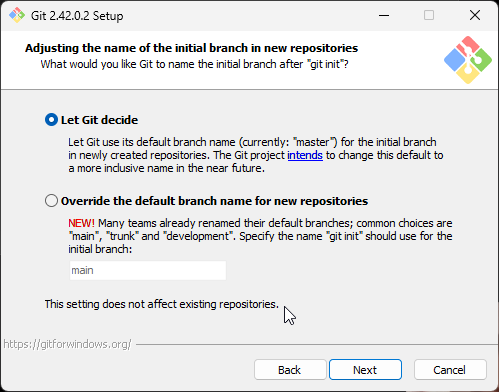 Git 2.42.0.2 Setup
Adjusting the name of the initial branch in new repositories
What would you like Git to name the initial branch after "git init"?
Let Git decide
Let Git use its default branch name (currently: "master") for the initial branch
in newly created repositories. The Git project intends to change this default to
a more inclusive name in the near future.
Override the default branch name for new repositories
NEW! Many teams already renamed their default branches; common choices are
"main", "trunk" and "development". Specify the name "git init" should use for the
initial branch:
main
This setting does not affect existing repositories.
https://gitforwindows.org/
Back
Next
Cancel